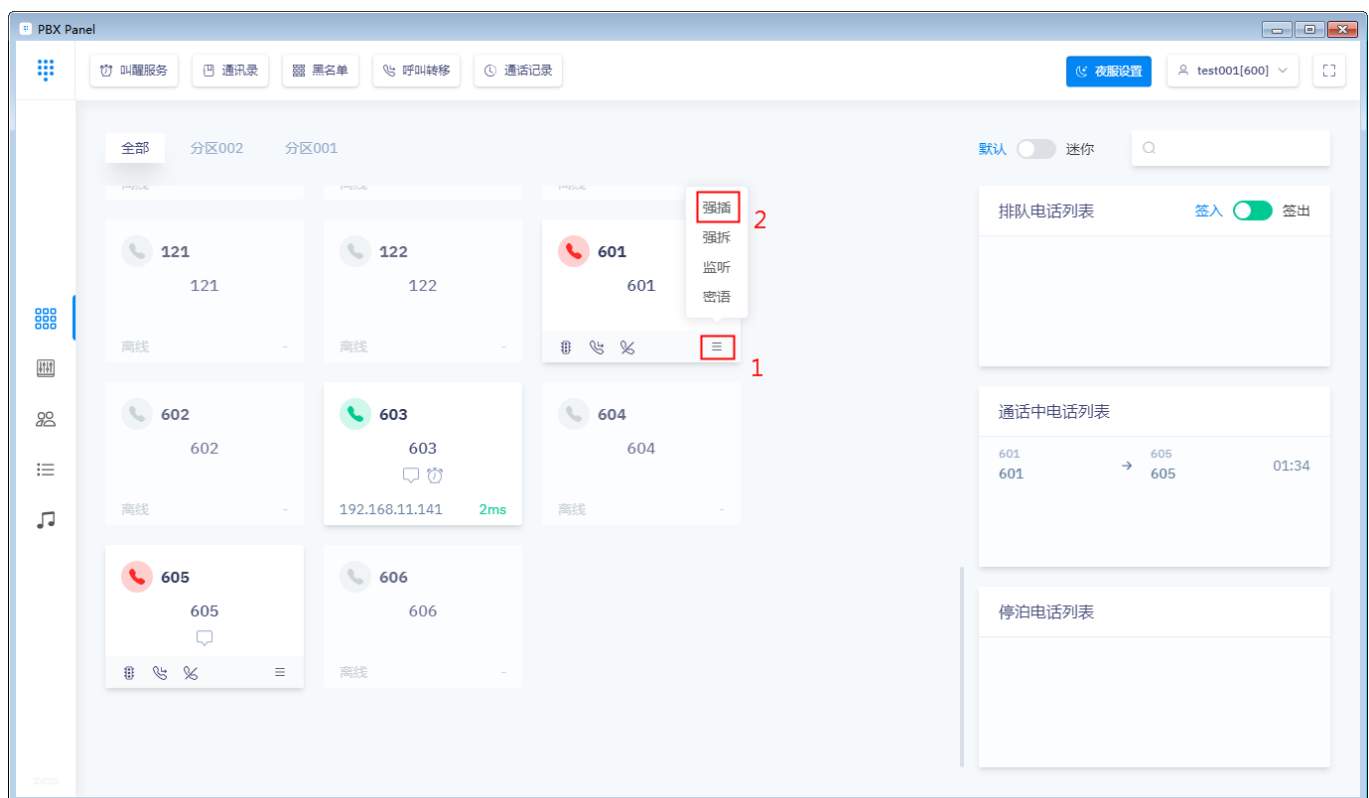 PBX Panel
叫醒服务 通讯录 黑名单 呼叫转移 通话记录 夜服设置 test001[600]
全部 分区002 分区001 默认 迷你
离线 离线
121
121
离线 -
122
122
离线 -
601
601
强插
强拆
监听
密语
2
1
602
602
离线 -
603
603
192.168.11.141 2ms
604
604
离线 -
605
605
606
606
离线 -
排队电话列表 签入 签出
通话中电话列表
601 605
601 → 605 01:34
停泊电话列表